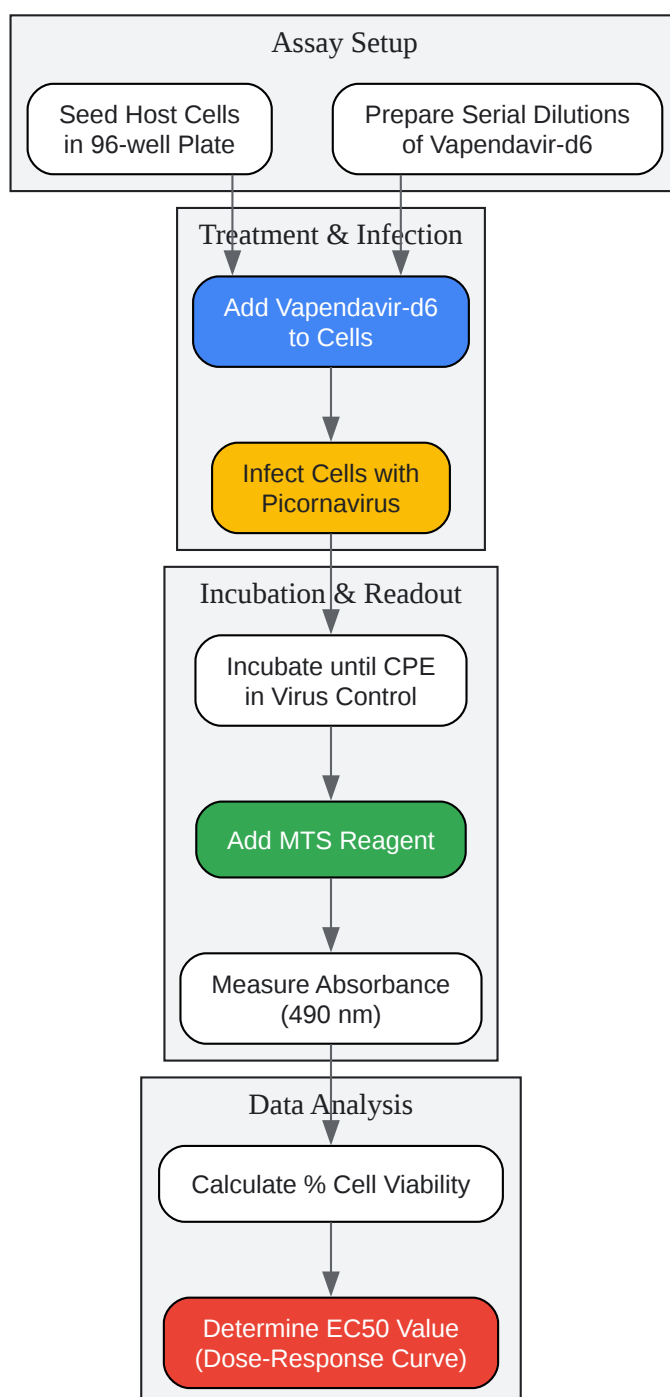 Assay Setup
Seed Host Cells
in 96-well Plate
Prepare Serial Dilutions
of Vapendavir-d6
Treatment & Infection
Add Vapendavir-d6
to Cells
Infect Cells with
Picornavirus
Incubation & Readout
Incubate until CPE
in Virus Control
Add MTS Reagent
Measure Absorbance
(490 nm)
Data Analysis
Calculate % Cell Viability
Determine EC50 Value
(Dose-Response Curve)